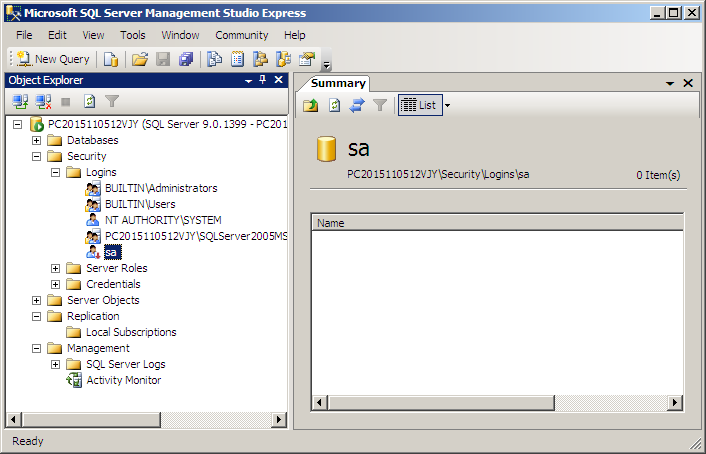 Microsoft SQL Server Management Studio Express
File Edit View Tools Window Community Help
New Query
Object Explorer
PC2015110512VJY (SQL Server 9.0.1399 - PC201
Databases
Security
Logins
BUILTIN\Administrators
BUILTIN\Users
NT AUTHORITY\SYSTEM
PC2015110512VJY\SQLServer2005MS
sa
Server Roles
Credentials
Server Objects
Replication
Local Subscriptions
Management
SQL Server Logs
Activity Monitor
Summary
List
sa
PC2015110512VJY\Security\Logins\sa 0 Item(s)
Name
Ready